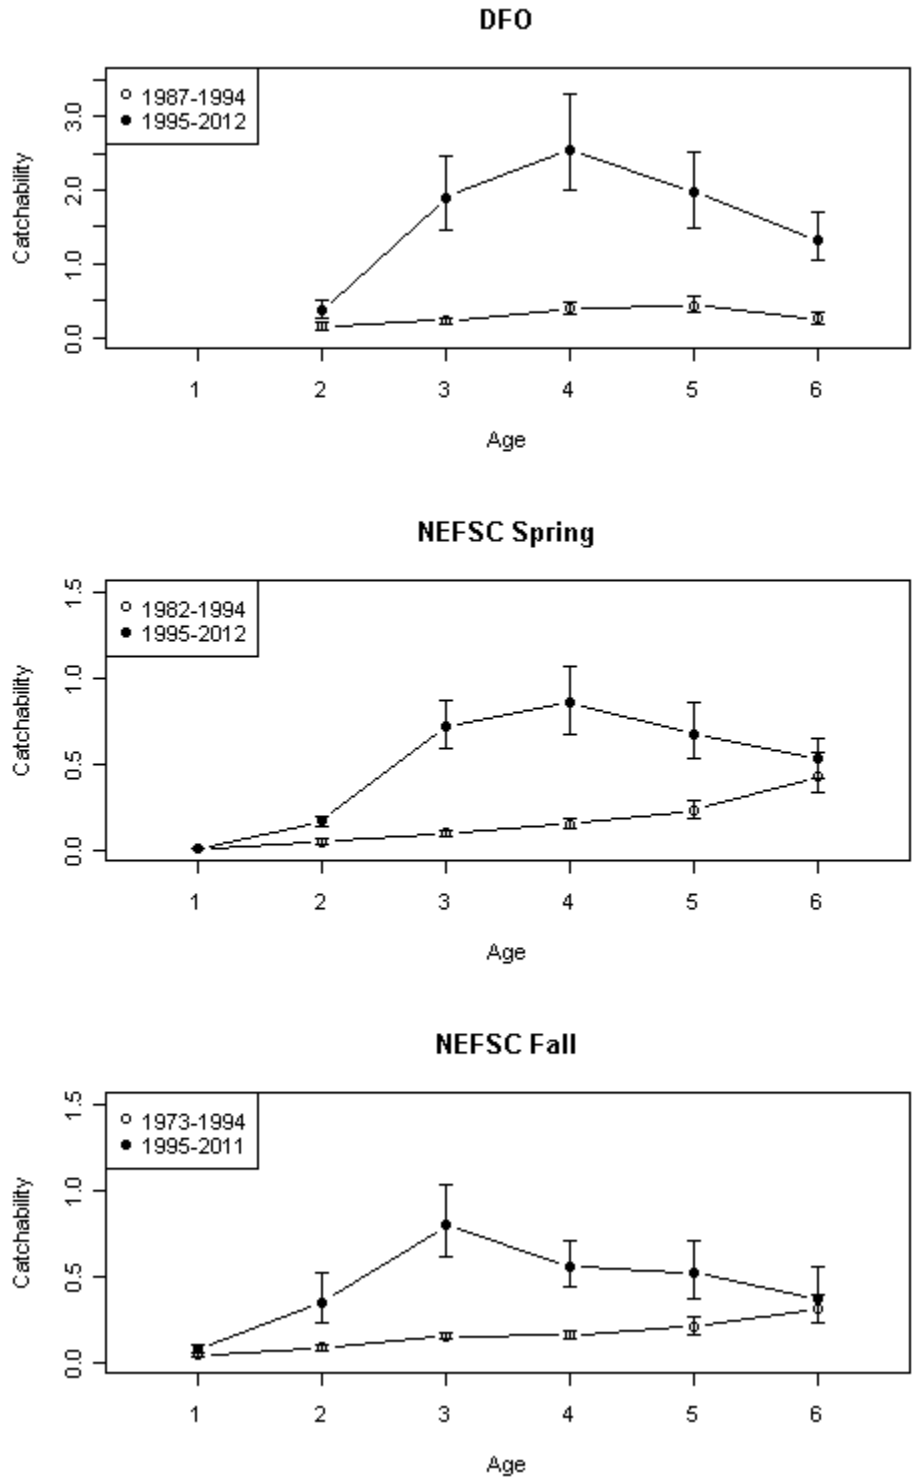 DFO
1987-1994
1995-2012
Catchability
3.0
2.0
1.0
0.0
1 2 3 4 5 6
Age
NEFSC Spring
1982-1994
1995-2012
Catchability
1.5
1.0
0.5
0.0
1 2 3 4 5 6
Age
NEFSC Fall
1973-1994
1995-2011
Catchability
1.5
1.0
0.5
0.0
1 2 3 4 5 6
Age